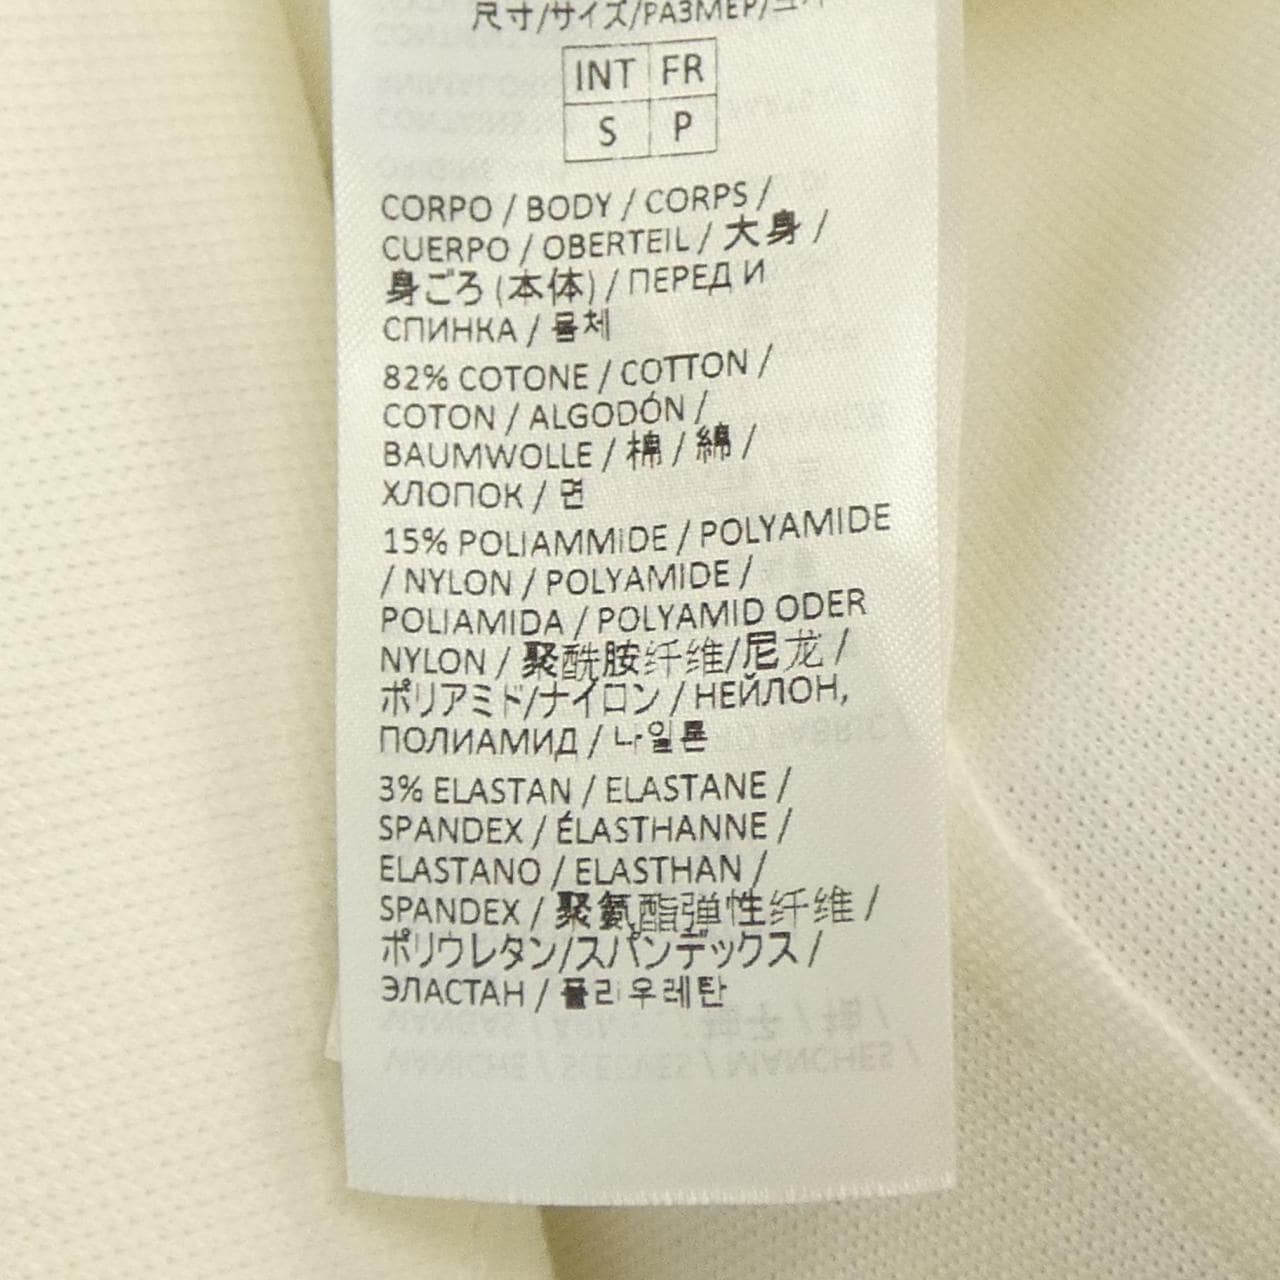 尺寸/サイズ/РАЗМЕР/
INT FR
S P
CORPO / BODY / CORPS /
CUERPO / OBERTEIL / 大身 /
身ごろ (本体) / ПЕРЕД И
СПИНКА / 몸체
82% COTONE / COTTON /
COTON / ALGODÓN /
BAUMWOLLE / 棉 / 綿 /
ХЛОПОК / 면
15% POLIAMMIDE / POLYAMIDE
/ NYLON / POLYAMIDE /
POLIAMIDA / POLYAMID ODER
NYLON / 聚酰胺纤维/尼龙 /
ポリアミド/ナイロン / НЕЙЛОН,
ПОЛИАМИД / 나일론
3% ELASTAN / ELASTANE /
SPANDEX / ÉLASTHANNE /
ELASTANO / ELASTHAN /
SPANDEX / 聚氨酯弹性纤维 /
ポリウレタン/スパンデックス /
ЭЛАСТАН / 폴리우레탄